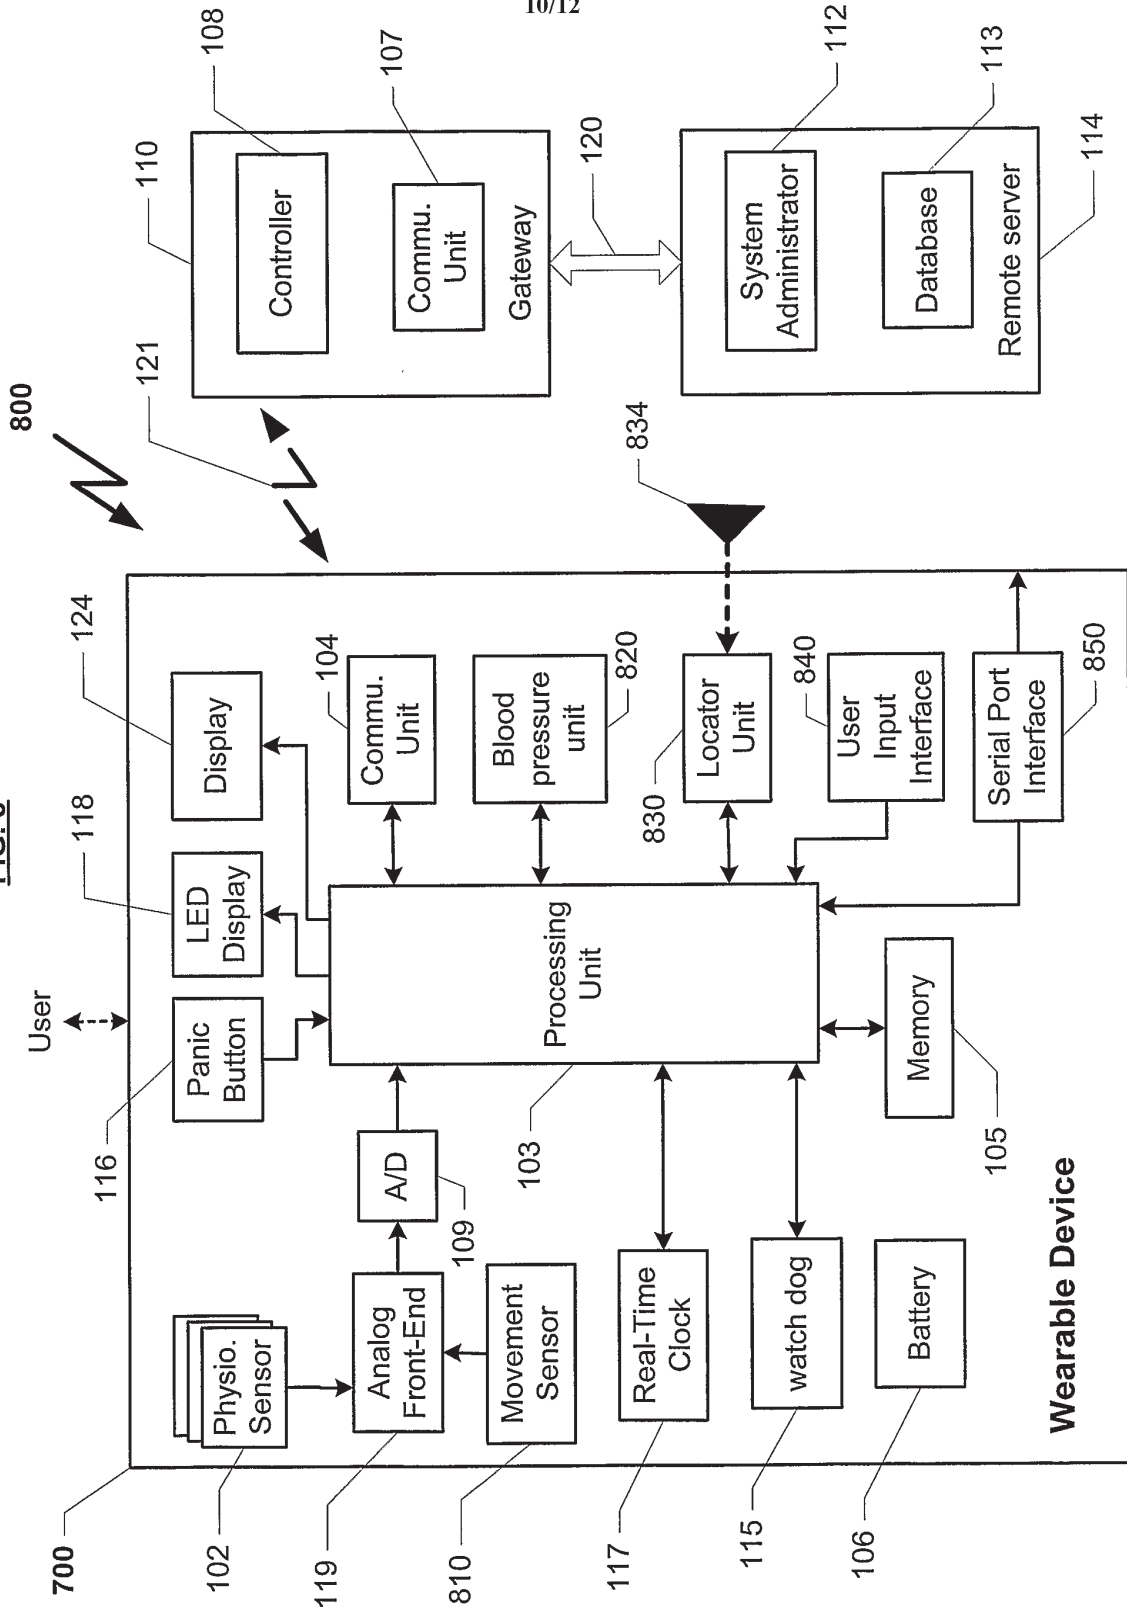 10/12
800
User
700
102
Physio.
Sensor
119
Analog
Front-End
810
Movement
Sensor
109
A/D
116
Panic
Button
118
LED
Display
124
Display
103
Processing
Unit
104
Commu.
Unit
820
Blood
pressure
unit
830
Locator
Unit
834
840
User
Input
Interface
850
Serial Port
Interface
117
Real-Time
Clock
115
watch dog
106
Battery
105
Memory
Wearable Device
121
110
108
Controller
107
Commu.
Unit
Gateway
120
112
System
Administrator
113
Database
Remote server
114